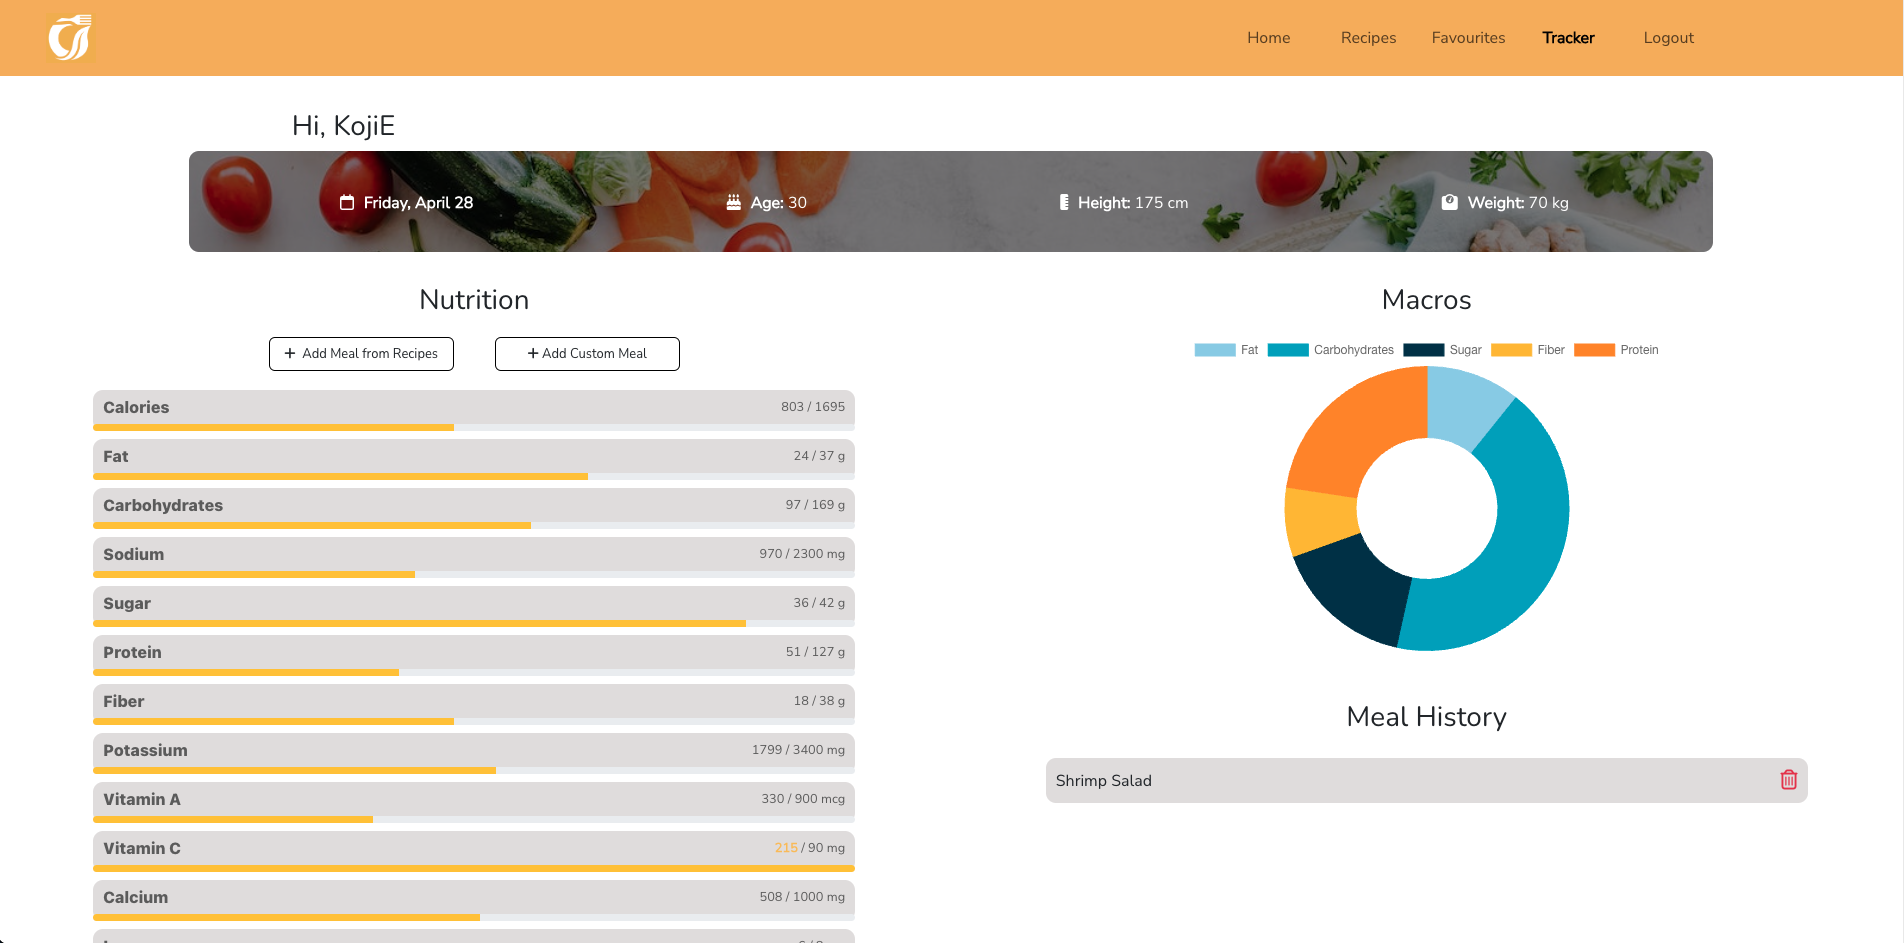 Home Recipes Favourites Tracker Logout
Hi, KojiE
Friday, April 28 Age: 30 Height: 175 cm Weight: 70 kg
Nutrition
Add Meal from Recipes Add Custom Meal
Calories 803 / 1695
Fat 24 / 37 g
Carbohydrates 97 / 169 g
Sodium 970 / 2300 mg
Sugar 36 / 42 g
Protein 51 / 127 g
Fiber 18 / 38 g
Potassium 1799 / 3400 mg
Vitamin A 330 / 900 mcg
Vitamin C 215 / 90 mg
Calcium 508 / 1000 mg
Macros
Fat Carbohydrates Sugar Fiber Protein
Meal History
Shrimp Salad